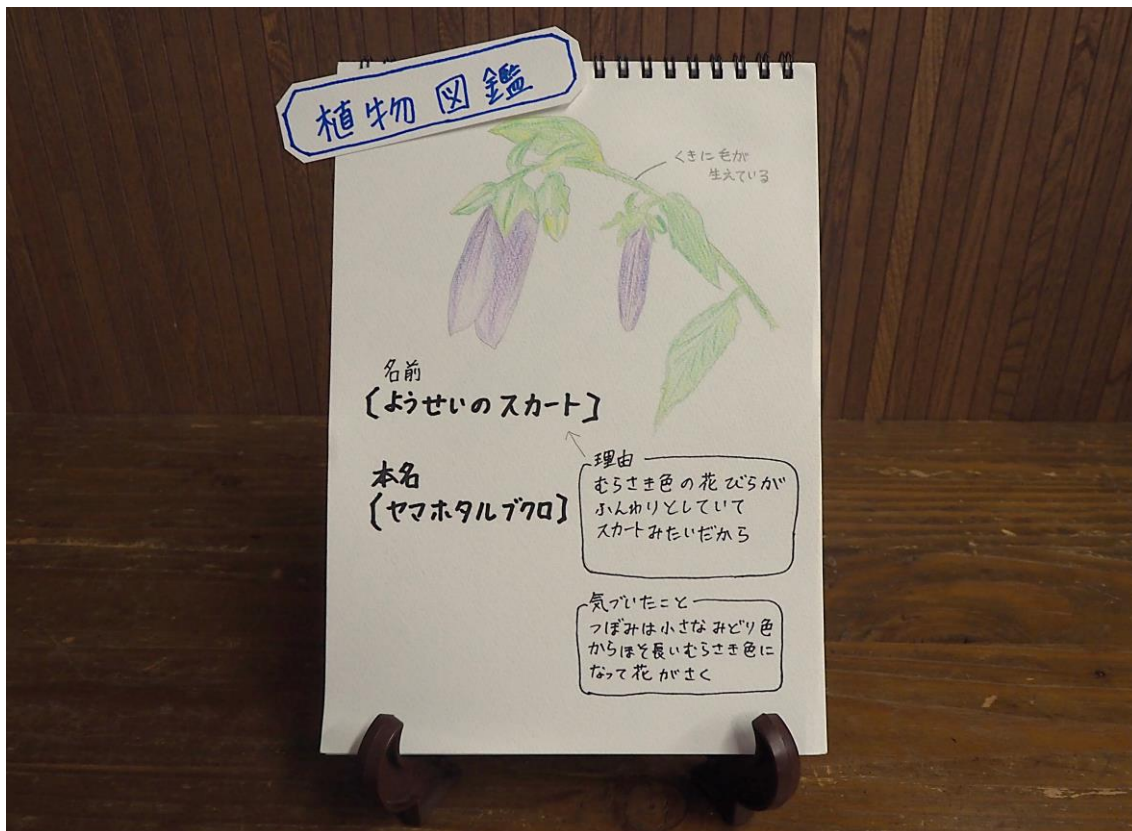 植物図鑑
くきに毛が
生えている
名前
〔ようせいのスカート〕
理由
むらさき色の花びらが
ふんわりとしていて
スカートみたいだから
本名
〔ヤマホタルブクロ〕
気づいたこと
つぼみは小さなみどり色
からほそ長いむらさき色に
なって花がさく